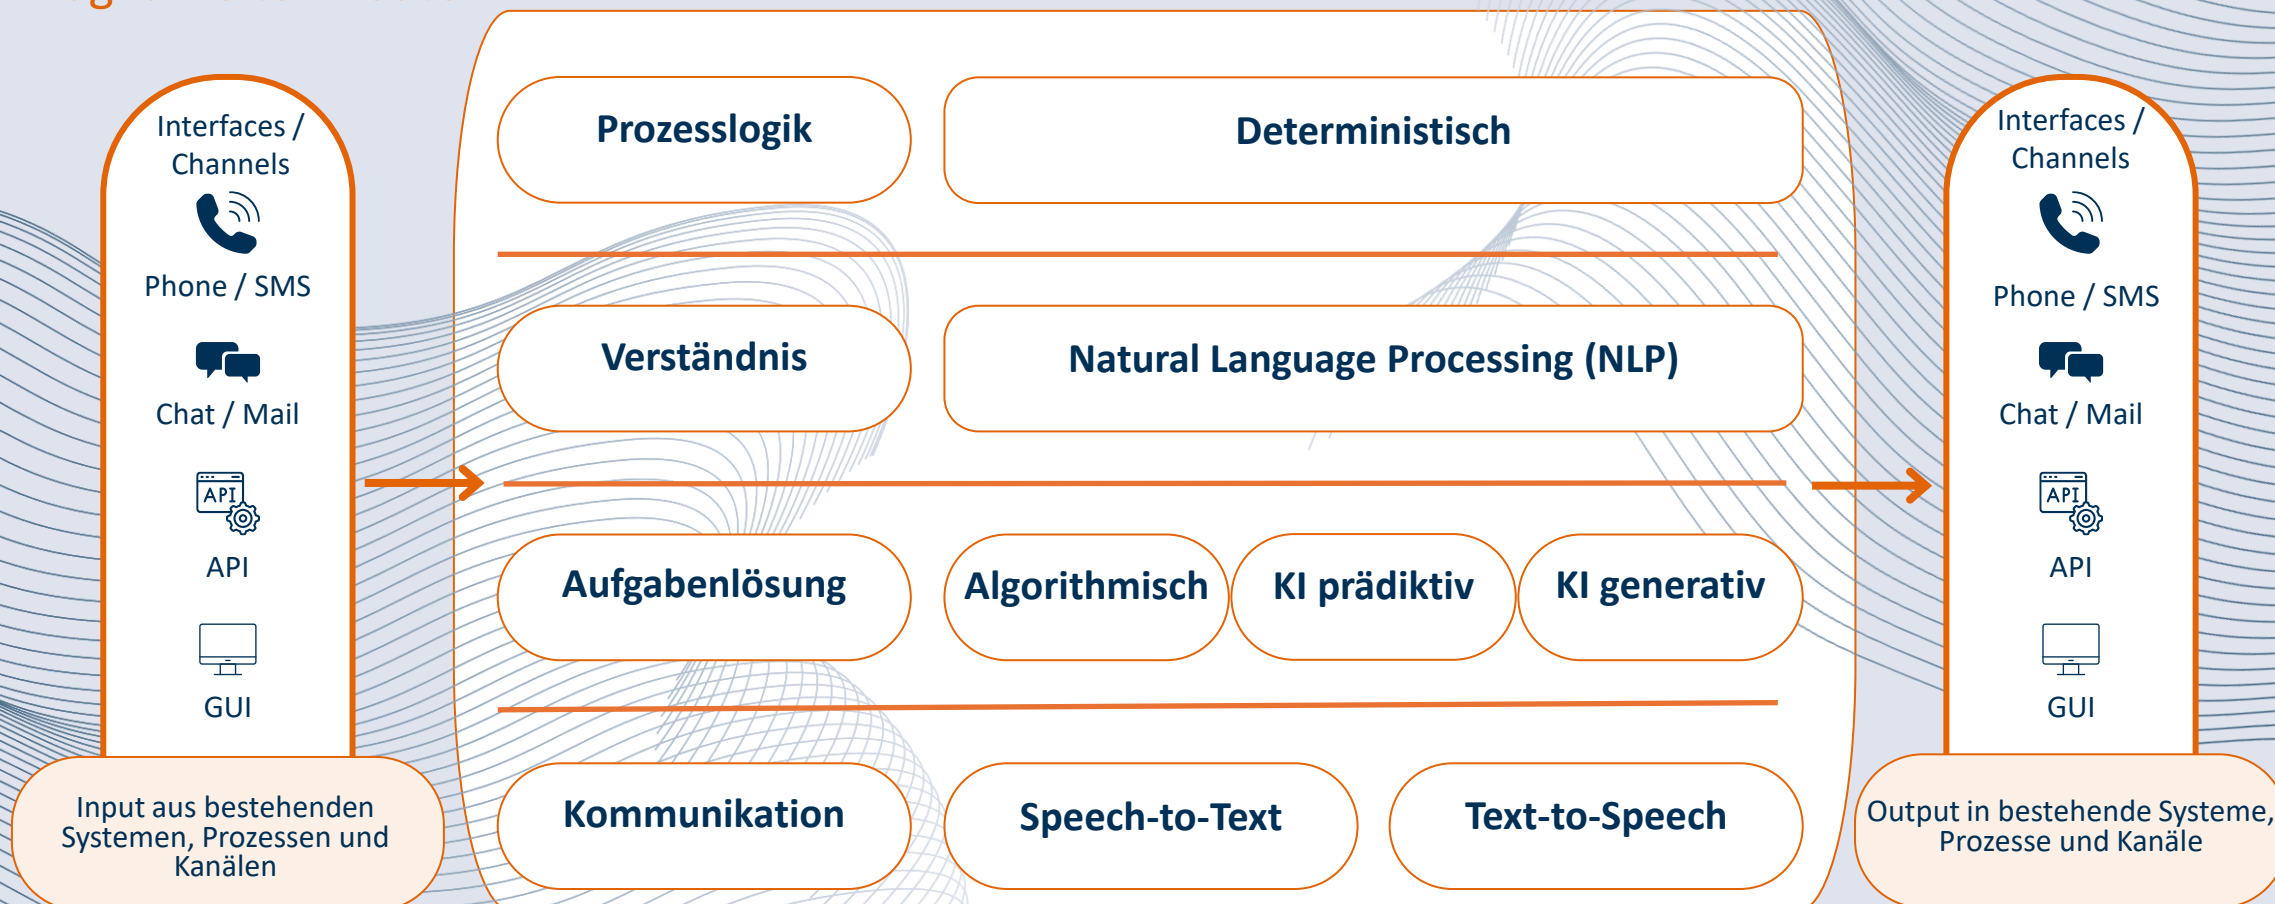 Interfaces /
Channels
Phone / SMS
Chat / Mail
API
API
GUI
Input aus bestehenden
Systemen, Prozessen und
Kanälen
Prozesslogik
Deterministisch
Verständnis
Natural Language Processing (NLP)
Aufgabenlösung
Algorithmisch
KI prädiktiv
KI generativ
Kommunikation
Speech-to-Text
Text-to-Speech
Interfaces /
Channels
Phone / SMS
Chat / Mail
API
API
GUI
Output in bestehende Systeme,
Prozesse und Kanäle